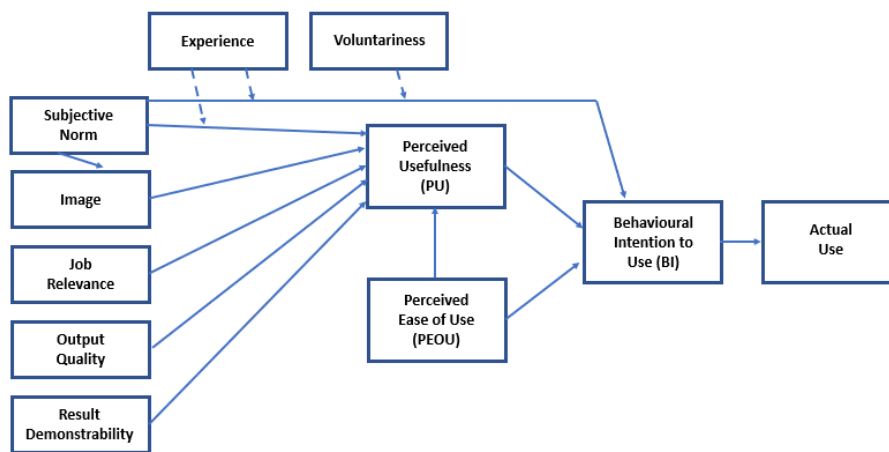 Experience
Voluntariness
Subjective
Norm
Image
Job
Relevance
Output
Quality
Result
Demonstrability
Perceived
Usefulness
(PU)
Perceived
Ease of Use
(PEOU)
Behavioural
Intention to
Use (BI)
Actual
Use